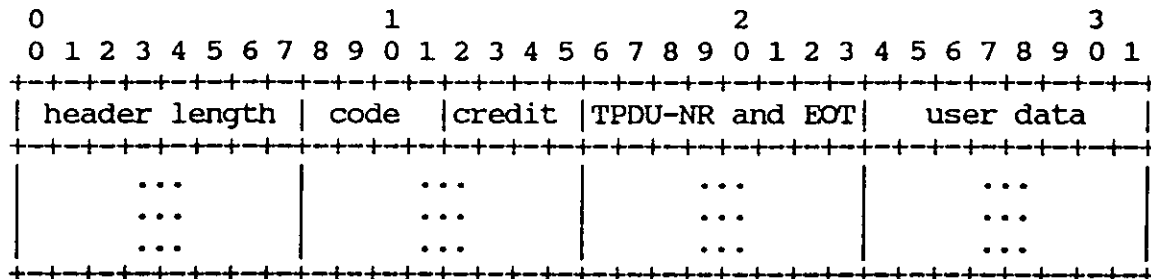 0                   1                   2                   3
0 1 2 3 4 5 6 7 8 9 0 1 2 3 4 5 6 7 8 9 0 1 2 3 4 5 6 7 8 9 0 1
+-+-+-+-+-+-+-+-+-+-+-+-+-+-+-+-+-+-+-+-+-+-+-+-+-+-+-+-+-+-+-+-+
| header length | code |credit |TPDU-NR and EOT| user data |
+-+-+-+-+-+-+-+-+-+-+-+-+-+-+-+-+-+-+-+-+-+-+-+-+-+-+-+-+-+-+-+-+
| ... | ... | ... | ... |
| ... | ... | ... | ... |
| ... | ... | ... | ... |
+-+-+-+-+-+-+-+-+-+-+-+-+-+-+-+-+-+-+-+-+-+-+-+-+-+-+-+-+-+-+-+-+